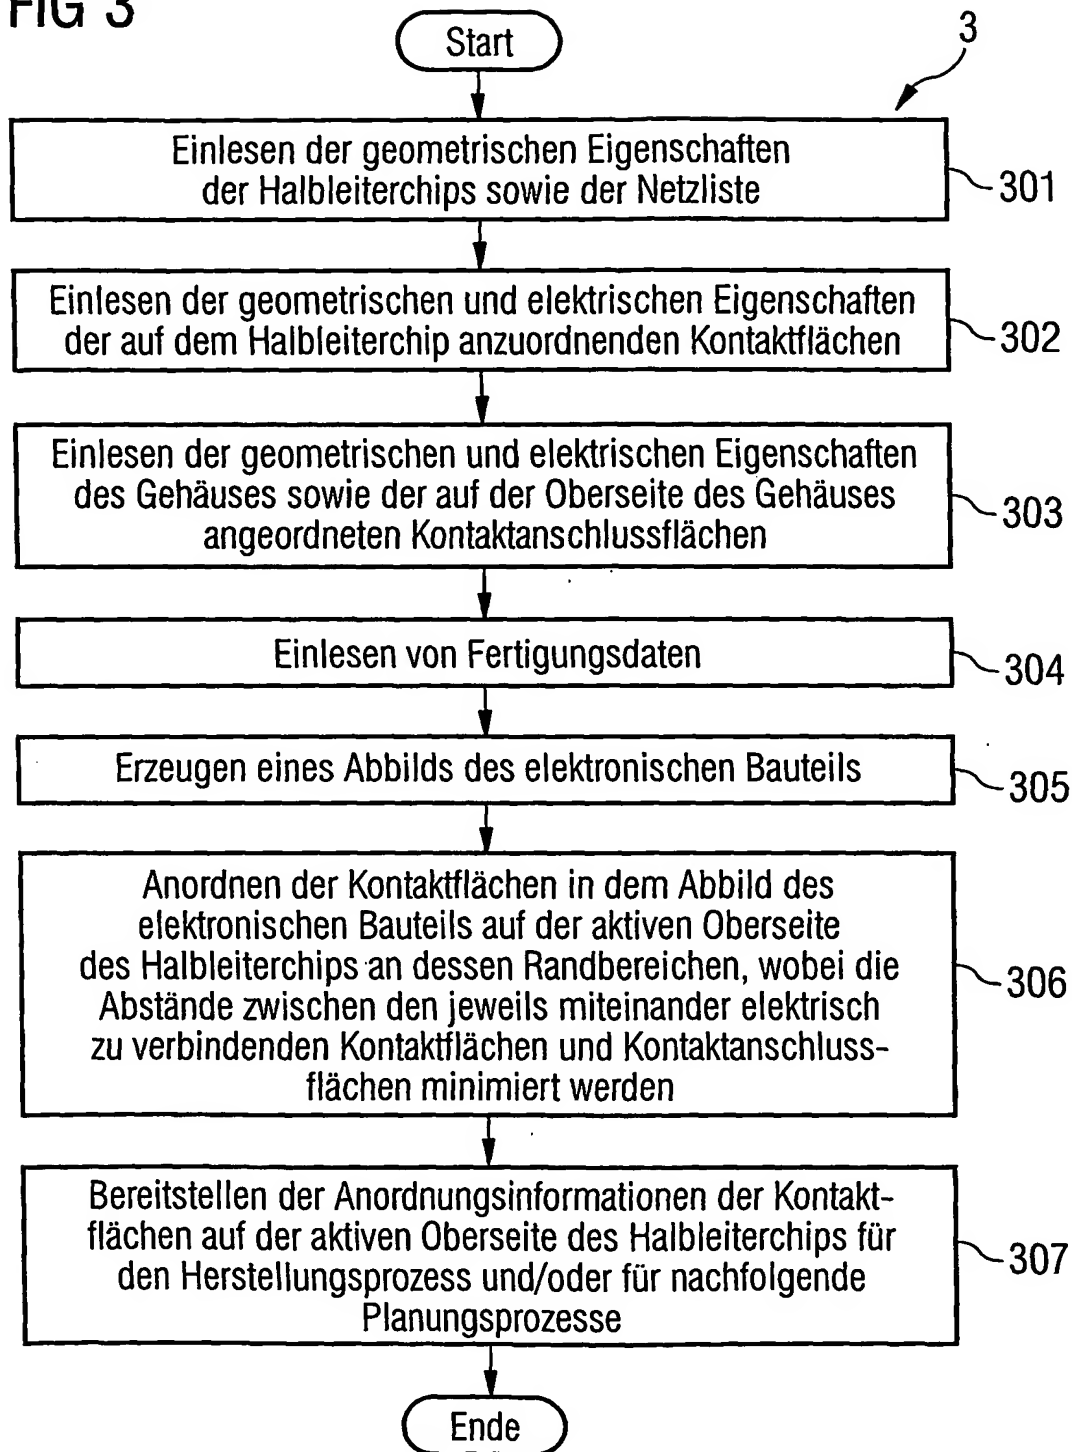 FIG 3
Start
3
Einlesen der geometrischen Eigenschaften
der Halbleiterchips sowie der Netzliste
301
Einlesen der geometrischen und elektrischen Eigenschaften
der auf dem Halbleiterchip anzuordnenden Kontaktflächen
302
Einlesen der geometrischen und elektrischen Eigenschaften
des Gehäuses sowie der auf der Oberseite des Gehäuses
angeordneten Kontaktanschlussflächen
303
Einlesen von Fertigungsdaten
304
Erzeugen eines Abbilds des elektronischen Bauteils
305
Anordnen der Kontaktflächen in dem Abbild des
elektronischen Bauteils auf der aktiven Oberseite
des Halbleiterchips an dessen Randbereichen, wobei die
Abstände zwischen den jeweils miteinander elektrisch
zu verbindenden Kontaktflächen und Kontaktanschluss-
flächen minimiert werden
306
Bereitstellen der Anordnungsinformationen der Kontakt-
flächen auf der aktiven Oberseite des Halbleiterchips für
den Herstellungsprozess und/oder für nachfolgende
Planungsprozesse
307
Ende